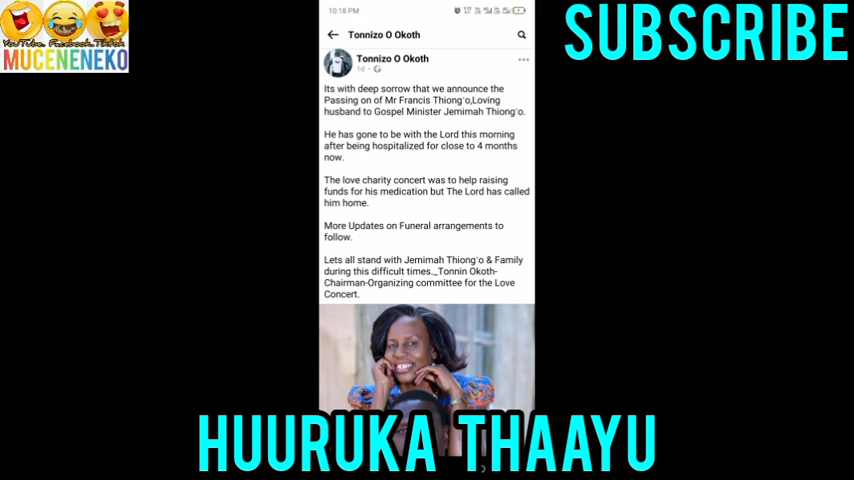 YouTube. Facebook. Tiktok
MUCENENEKO
SUBSCRIBE
10:18 PM
Tonnizo O Okoth
Tonnizo O Okoth
1d
Its with deep sorrow that we announce the
Passing on of Mr Francis Thiong'o,Loving
husband to Gospel Minister Jemimah Thiong'o.
He has gone to be with the Lord this morning
after being hospitalized for close to 4 months
now.
The love charity concert was to help raising
funds for his medication but The Lord has called
him home.
More Updates on Funeral arrangements to
follow.
Lets all stand with Jemimah Thiong'o & Family
during this difficult times._Tonnin Okoth-
Chairman-Organizing committee for the Love
Concert.
HUURUKA THAAYU